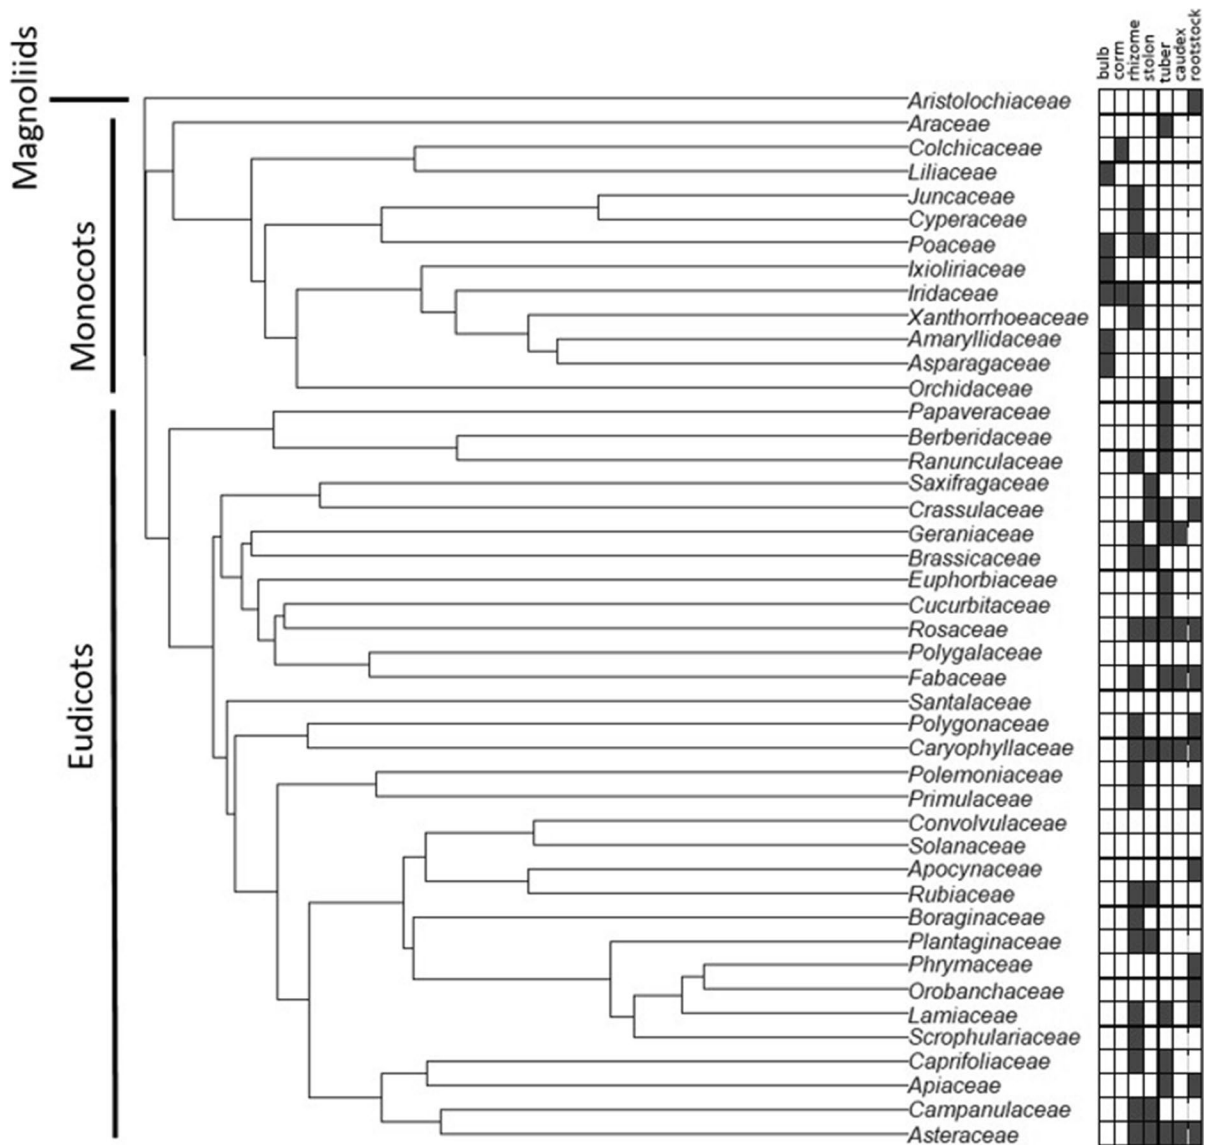 Magnoliids
Monocots
Eudicots
bulb
corm
rhizome
stolon
tuber
caudex
rootstock
Aristolochiaceae
Araceae
Colchicaceae
Liliaceae
Juncaceae
Cyperaceae
Poaceae
Ixioliriaceae
Iridaceae
Xanthorrhoeaceae
Amaryllidaceae
Asparagaceae
Orchidaceae
Papaveraceae
Berberidaceae
Ranunculaceae
Saxifragaceae
Crassulaceae
Geraniaceae
Brassicaceae
Euphorbiaceae
Cucurbitaceae
Rosaceae
Polygalaceae
Fabaceae
Santalaceae
Polygonaceae
Caryophyllaceae
Polemoniaceae
Primulaceae
Convolvulaceae
Solanaceae
Apocynaceae
Rubiaceae
Boraginaceae
Plantaginaceae
Phrymaceae
Orobanchaceae
Lamiaceae
Scrophulariaceae
Caprifoliaceae
Apiaceae
Campanulaceae
Asteraceae